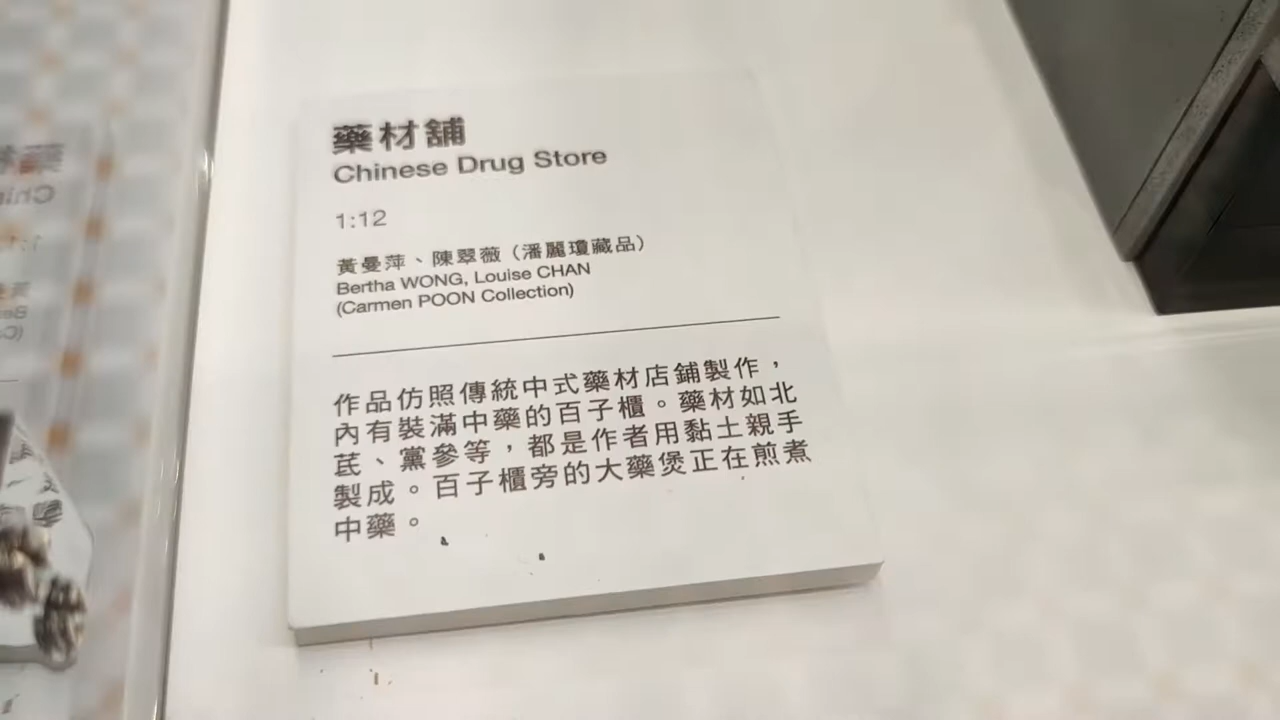 藥材舖
Chinese Drug Store
1:12
黃曼萍、陳翠薇（潘麗瓊藏品）
Bertha WONG, Louise CHAN
(Carmen POON Collection)
作品仿照傳統中式藥材店鋪製作，
內有裝滿中藥的百子櫃。藥材如北
芪、黨參等，都是作者用黏土親手
製成。百子櫃旁的大藥煲正在煎煮
中藥。